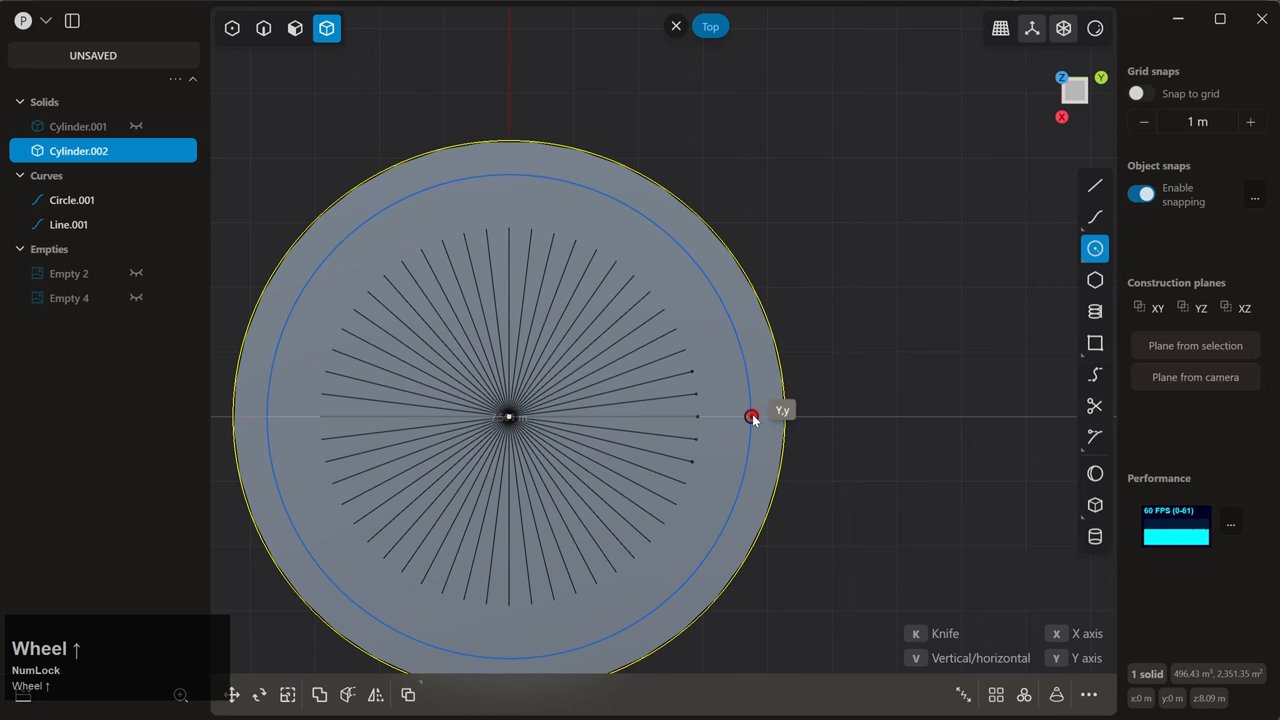 P
UNSAVED
Solids
Cylinder.001
Cylinder.002
Curves
Circle.001
Line.001
Empties
Empty 2
Empty 4
Wheel ↑
NumLock
Wheel ↑
Top
Z
Y
X
Y,y
K Knife
X X axis
V Vertical/horizontal
Y Y axis
Grid snaps
Snap to grid
1 m
Object snaps
Enable
snapping
...
Construction planes
XY YZ XZ
Plane from selection
Plane from camera
Performance
60 FPS (0-61)
...
1 solid 496.43 m³, 2,351.35 m²
x:0 m y:0 m z:8.09 m